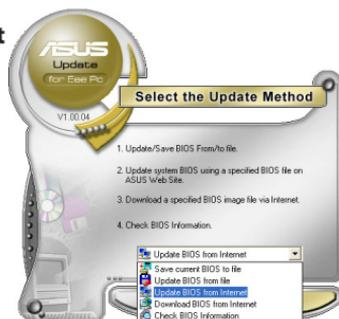 t
ASUS
Update
for Eee Pc
V1.00.04
Select the Update Method
1. Update/Save BIOS From/to file.
2. Update system BIOS using a specified BIOS file on
ASUS Web Site.
3. Download a specified BIOS image file via Internet.
4. Check BIOS Information.
Update BIOS from Internet
Save current BIOS to file
Update BIOS from file
Update BIOS from Internet
Download BIOS from Internet
Check BIOS Information